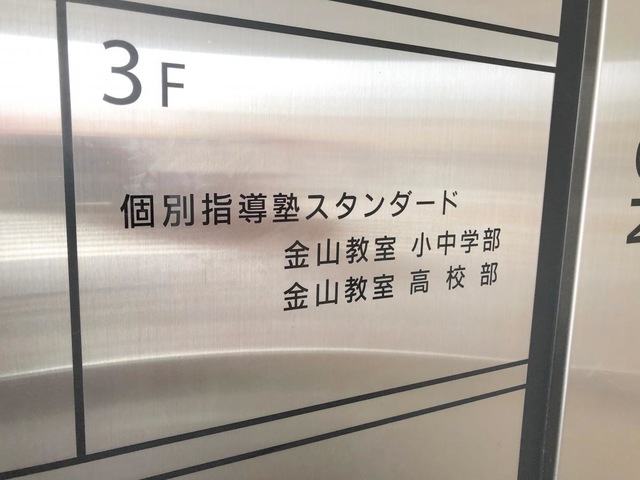 3F
個別指導塾スタンダード
金山教室 小中学部
金山教室 高校部